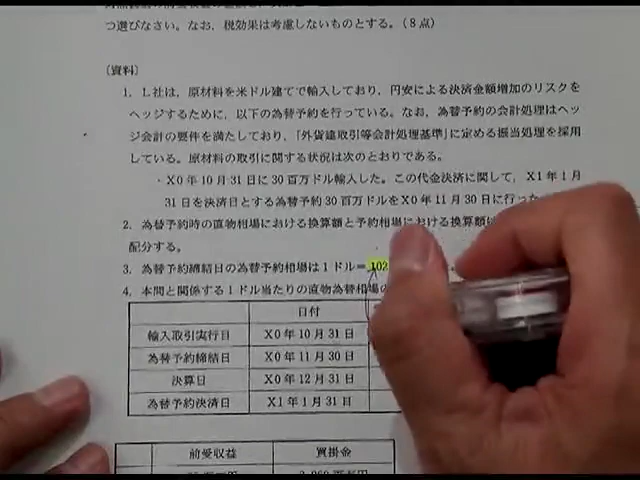 つ選びなさい。なお、税効果は考慮しないものとする。（8点）
（資料）
1．L社は、原材料を米ドル建てで輸入しており、円安による決済金額増加のリスクを
ヘッジするために、以下の為替予約を行っている。なお、為替予約の会計処理はヘッ
ジ会計の要件を満たしており、「外貨建取引等会計処理基準」に定める振当処理を採用
している。原材料の取引に関する状況は次のとおりである。
・X0年10月31日に30百万ドル輸入した。この代金決済に関して、X1年1月
31日を決済日とする為替予約30百万ドルをX0年11月30日に行った
2．為替予約時の直物相場における換算額と予約相場における換算額
配分する。
3．為替予約締結日の為替予約相場は1ドル＝102
4．本問と関係する1ドル当たりの直物為替相場の
日付
輸入取引実行日 X0年10月31日
為替予約締結日 X0年11月30日
決算日 X0年12月31日
為替予約決済日 X1年1月31日
前受収益 買掛金